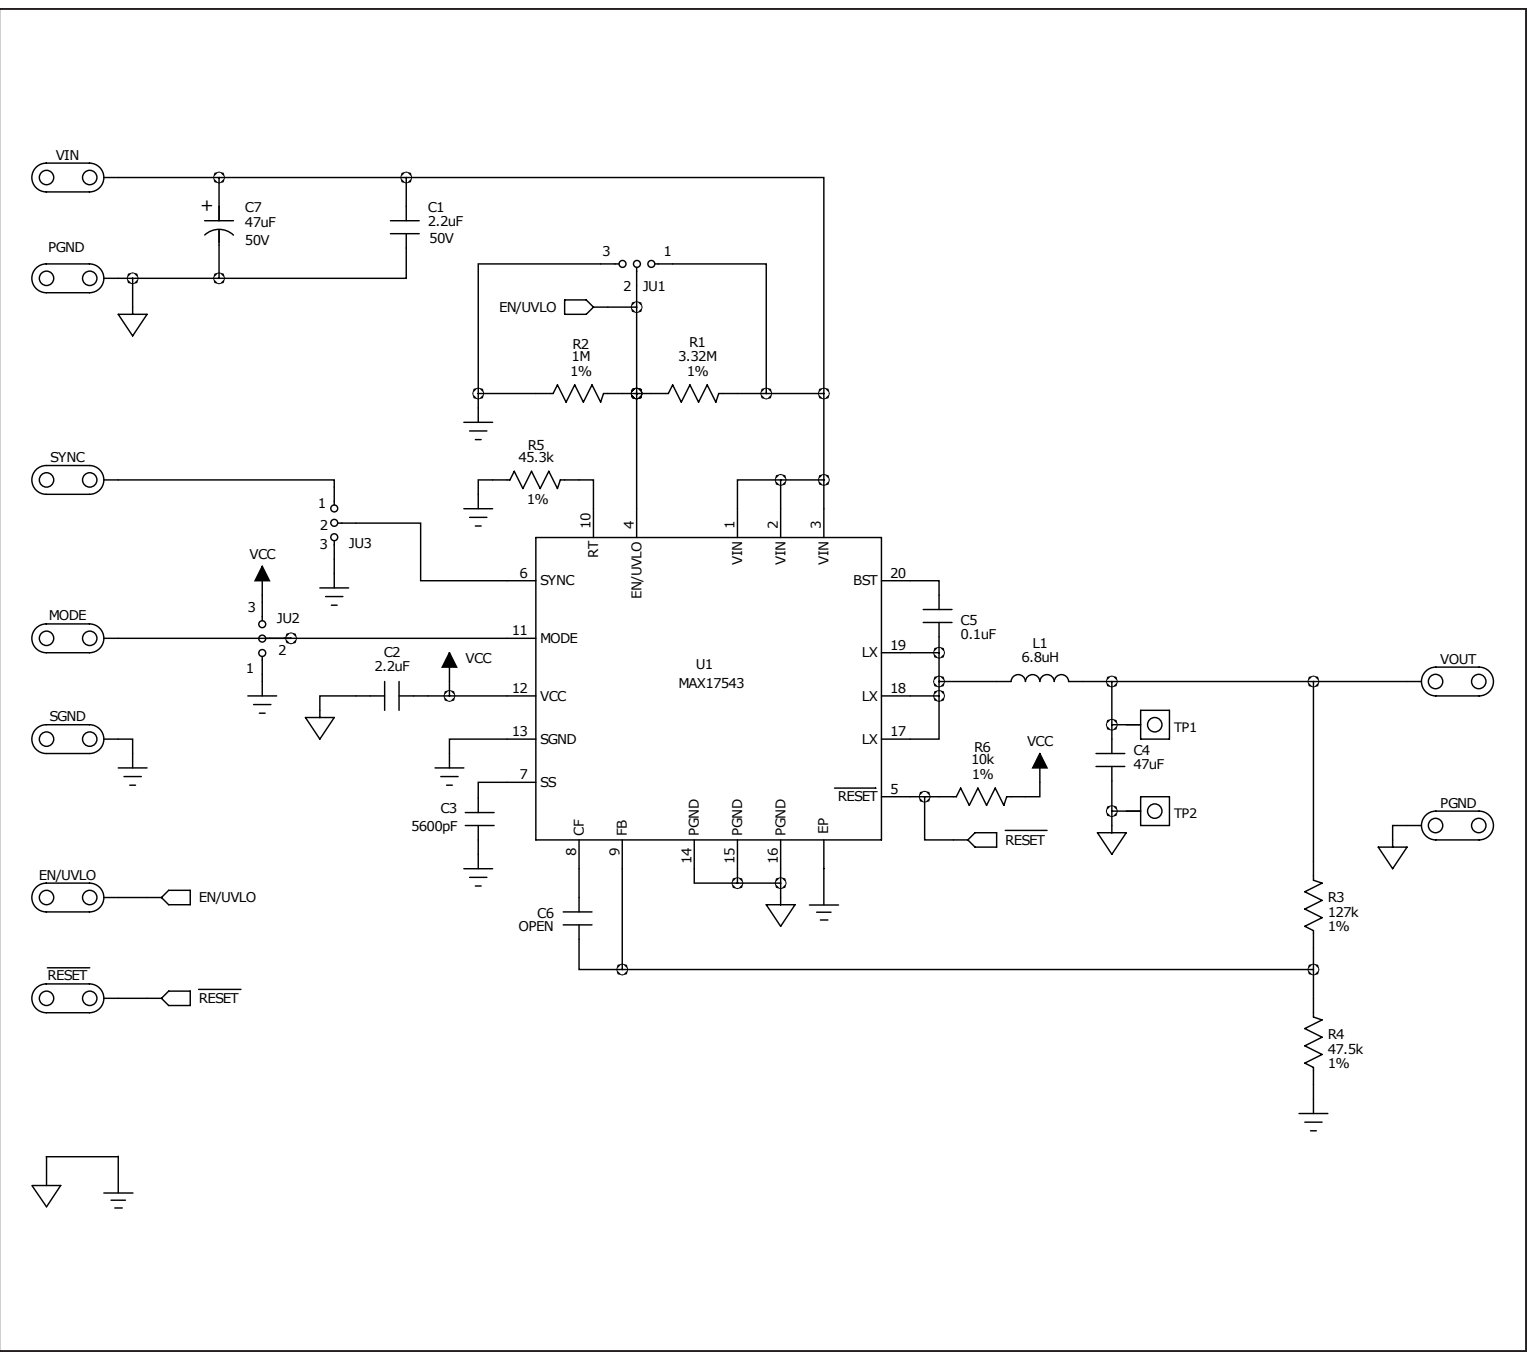 VIN
+
C7
47uF
50V
C1
2.2uF
50V
PGND
3
1
2
JU1
EN/UVLO
R2
1M
1%
R1
3.32M
1%
SYNC
R5
45.3k
1%
1
2
3
JU3
10
4
1
2
3
RT
EN/UVLO
VIN
VIN
VIN
VCC
3
JU2
2
1
MODE
6
SYNC
11
MODE
C2
2.2uF
VCC
12
VCC
13
SGND
7
SS
SGND
C3
5600pF
U1
MAX17543
BST
20
C5
0.1uF
LX
19
LX
18
LX
17
L1
6.8uH
VOUT
TP1
C4
47uF
TP2
R6
10k
1%
VCC
RESET
5
RESET
PGND
CF
FB
PGND
PGND
PGND
EP
8
9
14
15
16
EN/UVLO
EN/UVLO
C6
OPEN
R3
127k
1%
RESET
RESET
R4
47.5k
1%